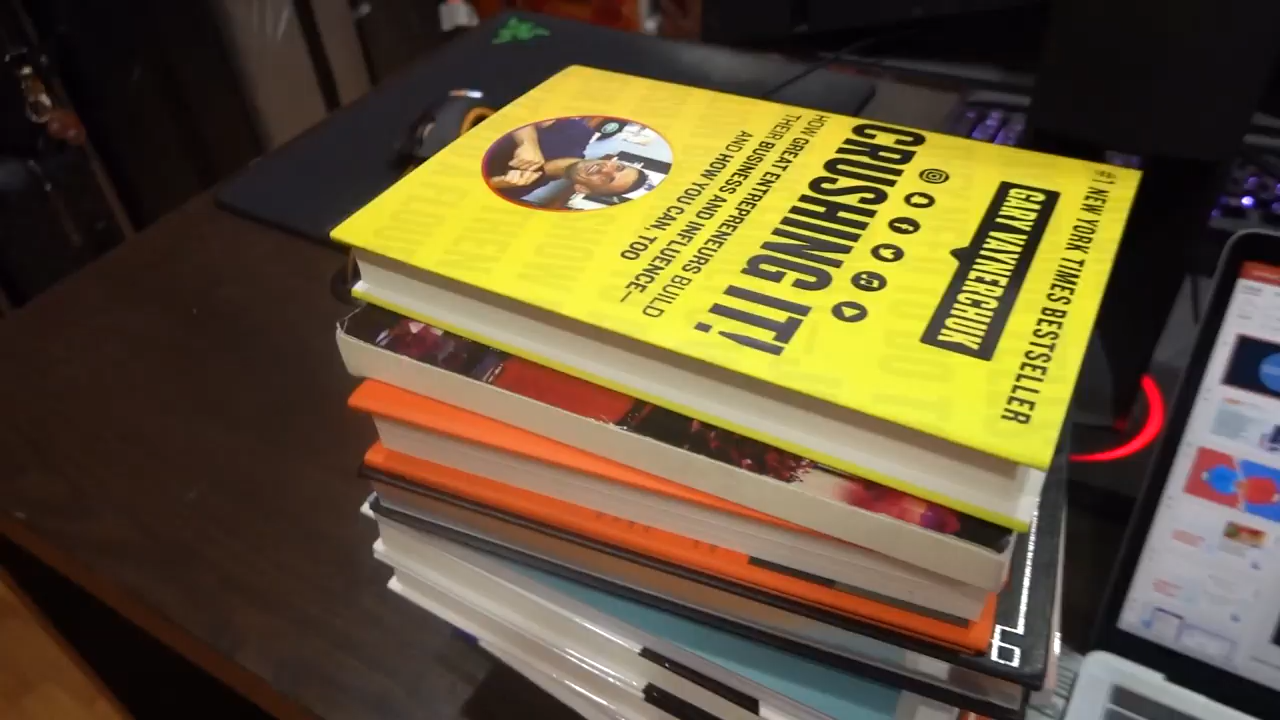 #1 NEW YORK TIMES BESTSELLER
GARY VAYNERCHUK
CRUSHING IT!
HOW GREAT ENTREPRENEURS BUILD
THEIR BUSINESS AND INFLUENCE—
AND HOW YOU CAN, TOO